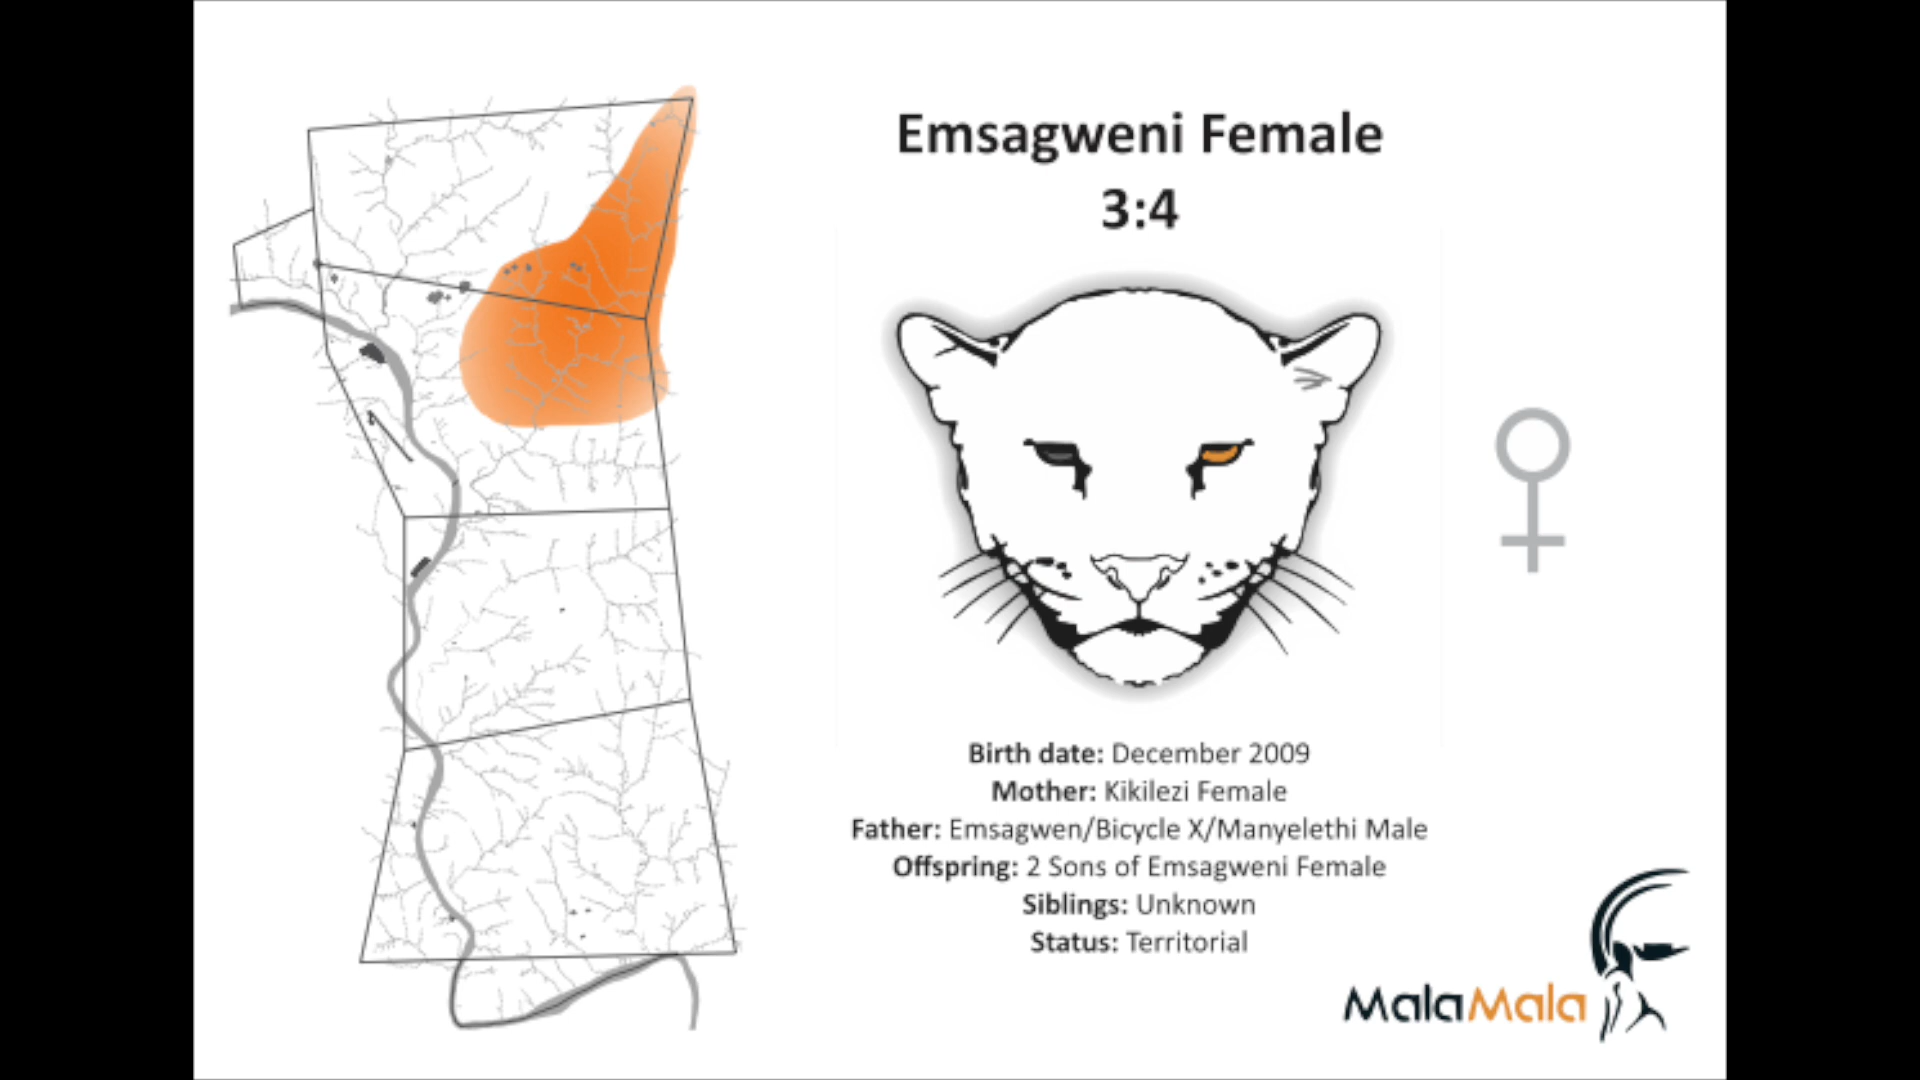 Emsagweni Female
3:4
Birth date: December 2009
Mother: Kikilezi Female
Father: Emsagwen/Bicycle X/Manyelethi Male
Offspring: 2 Sons of Emsagweni Female
Siblings: Unknown
Status: Territorial
MalaMala